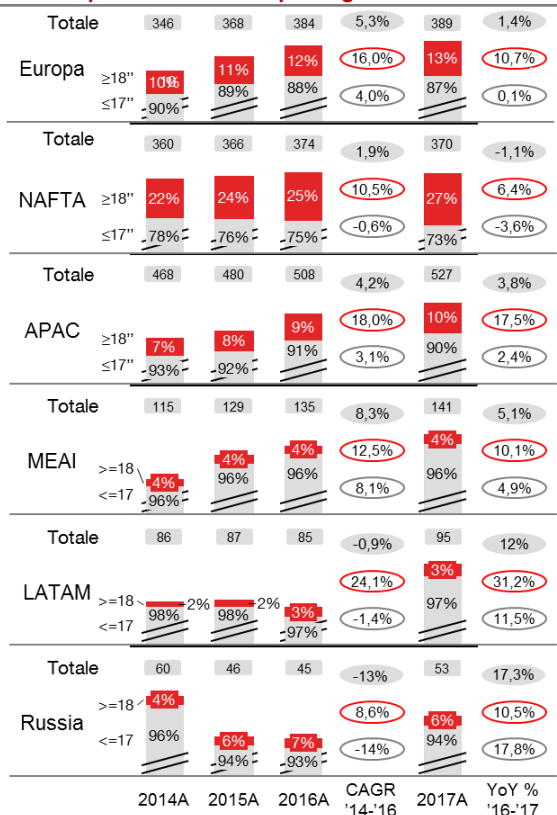 Totale 346 368 384 5,3% 389 1,4%
Europa ≥18’’ 10% 11% 12% 16,0% 13% 10,7%
≤17’’ 90% 89% 88% 4,0% 87% 0,1%
Totale 360 366 374 1,9% 370 -1,1%
NAFTA ≥18’’ 22% 24% 25% 10,5% 27% 6,4%
≤17’’ 78% 76% 75% -0,6% 73% -3,6%
Totale 468 480 508 4,2% 527 3,8%
APAC ≥18’’ 7% 8% 9% 18,0% 10% 17,5%
≤17’’ 93% 92% 91% 3,1% 90% 2,4%
Totale 115 129 135 8,3% 141 5,1%
MEAI >=18 4% 4% 4% 12,5% 4% 10,1%
<=17 96% 96% 96% 8,1% 96% 4,9%
Totale 86 87 85 -0,9% 95 12%
LATAM >=18 2% 2% 3% 24,1% 3% 31,2%
<=17 98% 98% 97% -1,4% 97% 11,5%
Totale 60 46 45 -13% 53 17,3%
Russia >=18 4% 6% 7% 8,6% 6% 10,5%
<=17 96% 94% 93% -14% 94% 17,8%
2014A 2015A 2016A CAGR 2017A YoY %
’14-’16 ’16-’17